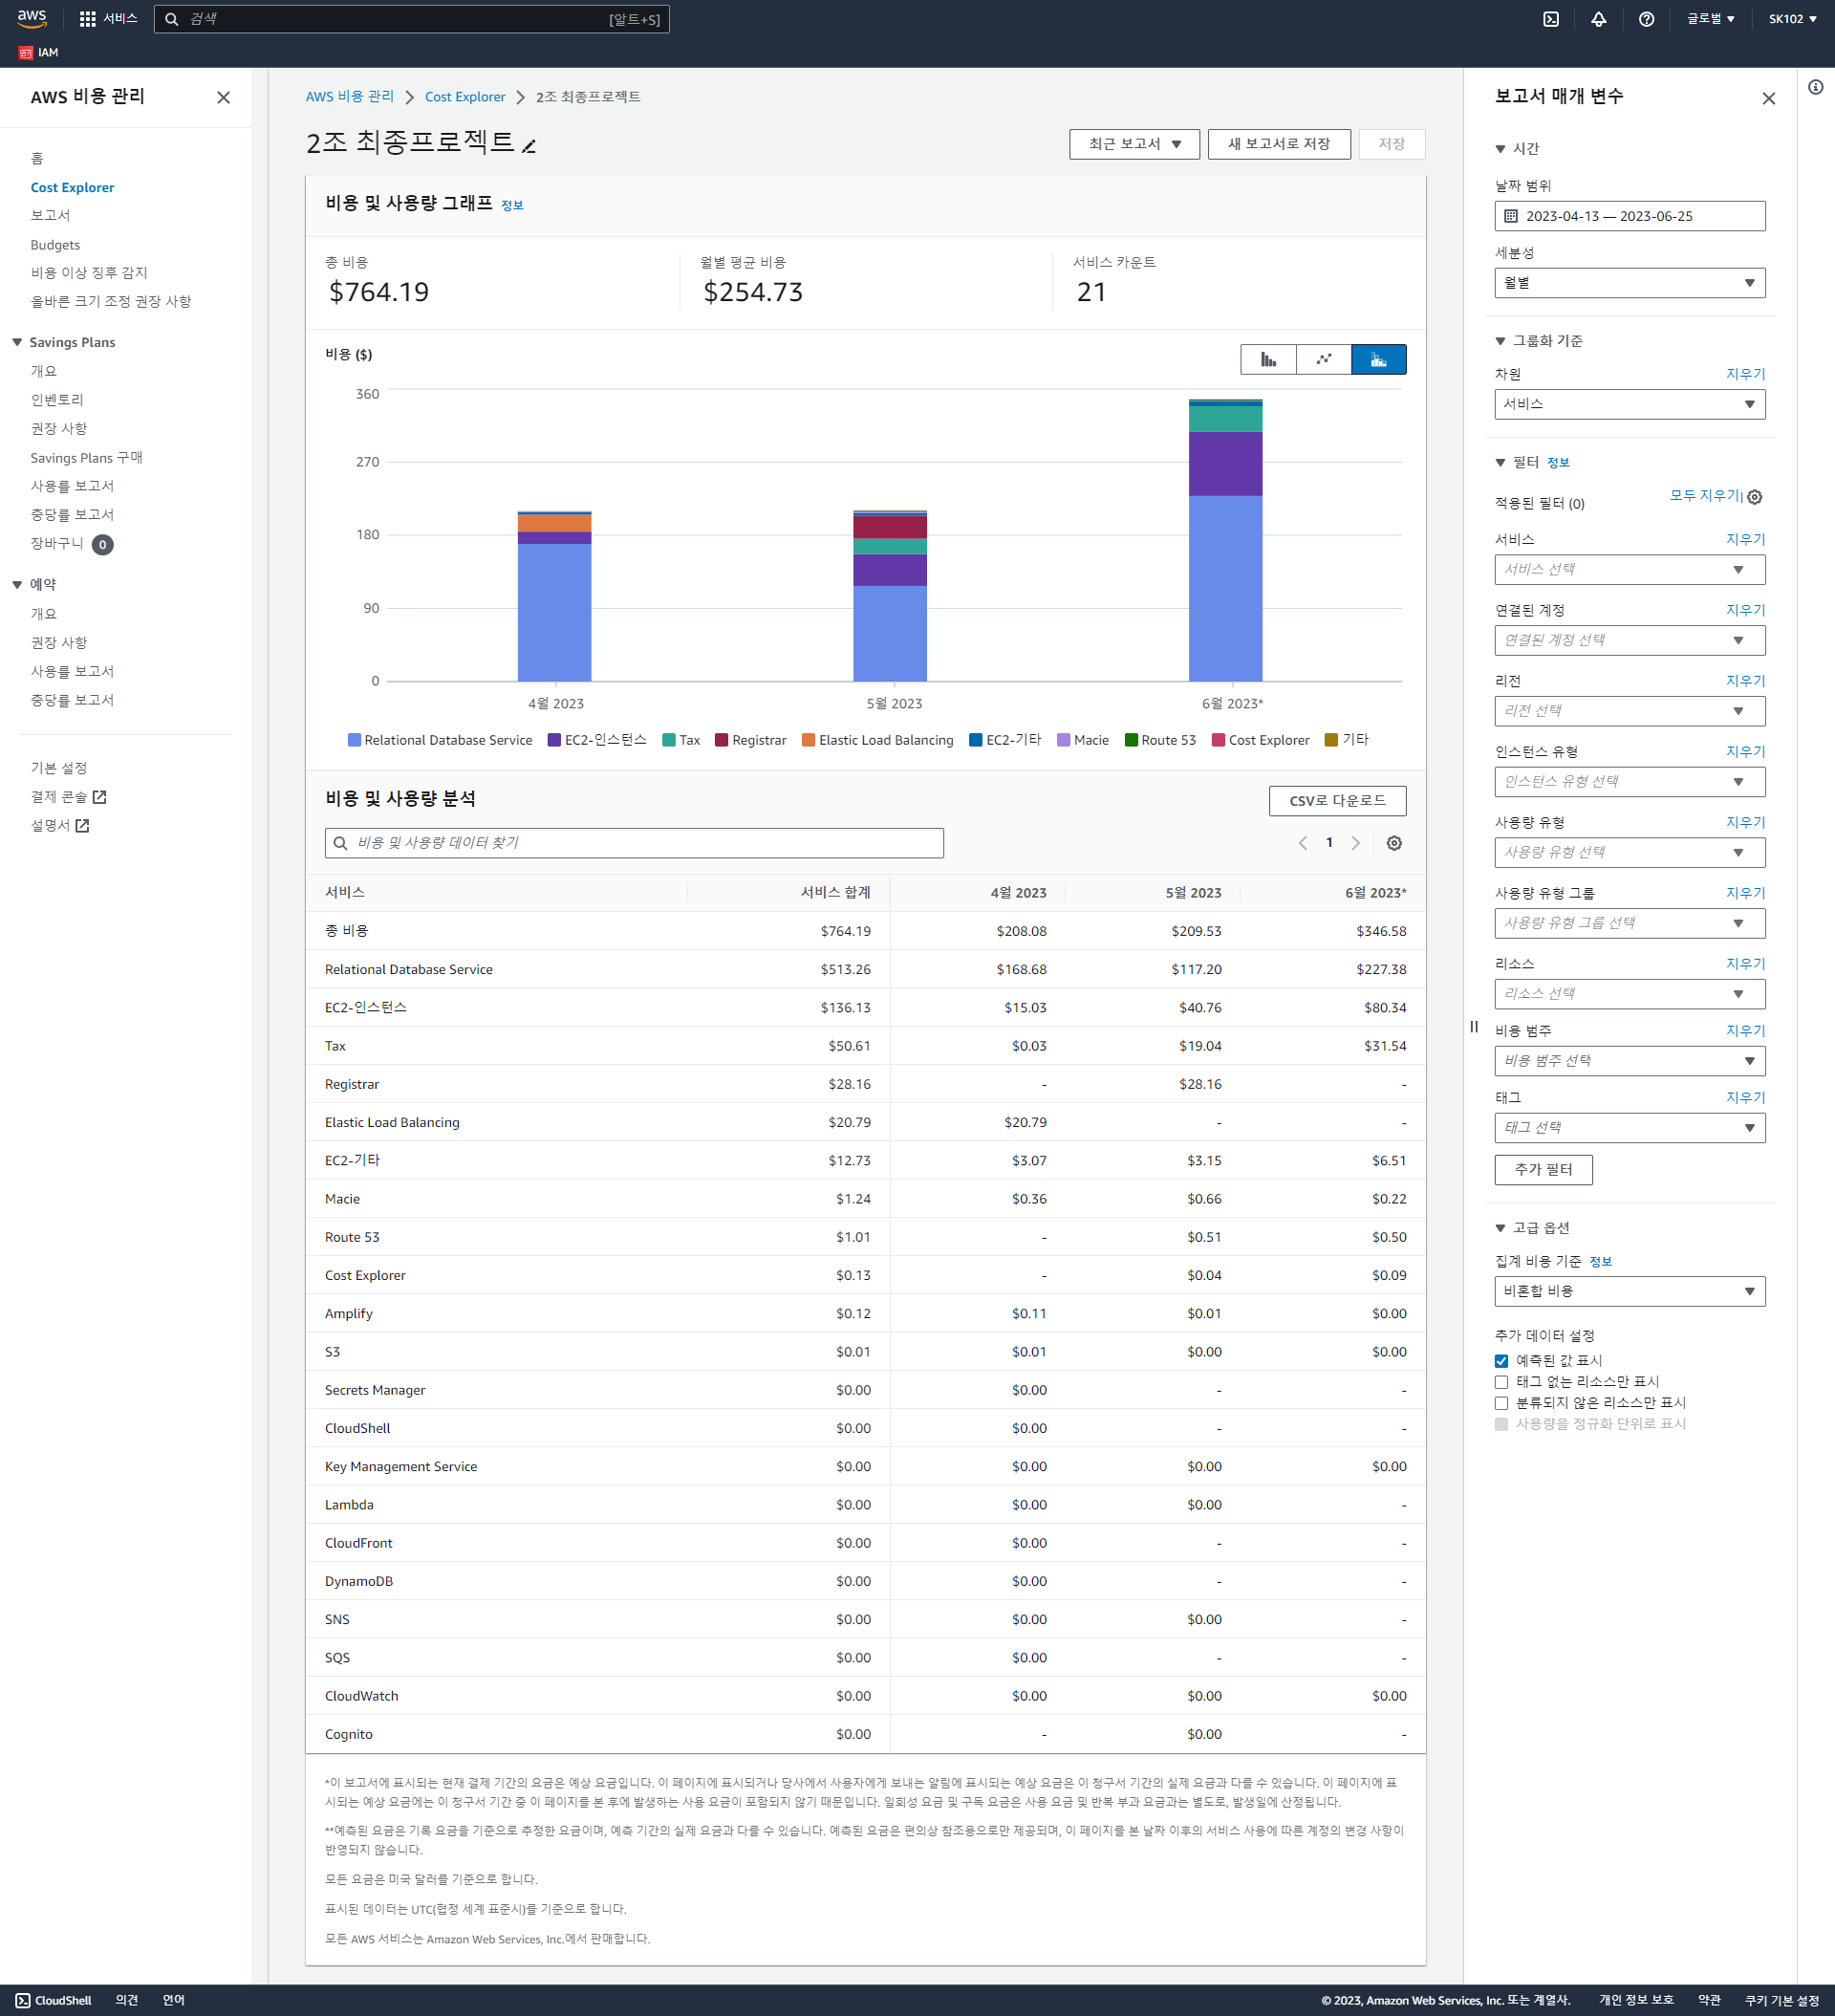 aws
서비스
검색
[알트+S]
글로벌
SK102
IAM
AWS 비용 관리
홈
Cost Explorer
보고서
Budgets
비용 이상 징후 감지
올바른 크기 조정 권장 사항
Savings Plans
개요
인벤토리
권장 사항
Savings Plans 구매
사용률 보고서
충당률 보고서
장바구니 0
예약
개요
권장 사항
사용률 보고서
충당률 보고서
기본 설정
결제 콘솔
설명서
AWS 비용 관리 > Cost Explorer > 2조 최종프로젝트
2조 최종프로젝트
최근 보고서
새 보고서로 저장
저장
비용 및 사용량 그래프 정보
총 비용
$764.19
월별 평균 비용
$254.73
서비스 카운트
21
비용 ($)
360
270
180
90
0
4월 2023
5월 2023
6월 2023*
Relational Database Service EC2-인스턴스 Tax Registrar Elastic Load Balancing EC2-기타 Macie Route 53 Cost Explorer 기타
비용 및 사용량 분석
CSV로 다운로드
비용 및 사용량 데이터 찾기
1
서비스 서비스 합계 4월 2023 5월 2023 6월 2023*
총 비용 $764.19 $208.08 $209.53 $346.58
Relational Database Service $513.26 $168.68 $117.20 $227.38
EC2-인스턴스 $136.13 $15.03 $40.76 $80.34
Tax $50.61 $0.03 $19.04 $31.54
Registrar $28.16 - $28.16 -
Elastic Load Balancing $20.79 $20.79 - -
EC2-기타 $12.73 $3.07 $3.15 $6.51
Macie $1.24 $0.36 $0.66 $0.22
Route 53 $1.01 - $0.51 $0.50
Cost Explorer $0.13 - $0.04 $0.09
Amplify $0.12 $0.11 $0.01 $0.00
S3 $0.01 $0.01 $0.00 $0.00
Secrets Manager $0.00 $0.00 - -
CloudShell $0.00 $0.00 - -
Key Management Service $0.00 $0.00 $0.00 $0.00
Lambda $0.00 $0.00 $0.00 -
CloudFront $0.00 $0.00 - -
DynamoDB $0.00 $0.00 - -
SNS $0.00 $0.00 $0.00 -
SQS $0.00 $0.00 - -
CloudWatch $0.00 $0.00 $0.00 $0.00
Cognito $0.00 - $0.00 -
*이 보고서에 표시되는 현재 결제 기간의 요금은 예상 요금입니다. 이 페이지에 표시되거나 당사에서 사용자에게 보내는 알림에 표시되는 예상 요금은 이 청구서 기간의 실제 요금과 다를 수 있습니다. 이 페이지에 표
시되는 예상 요금에는 이 청구서 기간 중 이 페이지를 본 후에 발생하는 사용 요금이 포함되지 않기 때문입니다. 일회성 요금 및 구독 요금은 사용 요금 및 반복 부과 요금과는 별도로, 발생일에 산정됩니다.
**예측된 요금은 기록 요금을 기준으로 추정한 요금이며, 예측 기간의 실제 요금과 다를 수 있습니다. 예측된 요금은 편의상 참조용으로만 제공되며, 이 페이지를 본 날짜 이후의 서비스 사용에 따른 계정의 변경 사항이
반영되지 않습니다.
모든 요금은 미국 달러를 기준으로 합니다.
표시된 데이터는 UTC(협정 세계 표준시)를 기준으로 합니다.
모든 AWS 서비스는 Amazon Web Services, Inc.에서 판매합니다.
보고서 매개 변수
시간
날짜 범위
2023-04-13 — 2023-06-25
세분성
월별
그룹화 기준
차원 지우기
서비스
필터 정보
적용된 필터 (0) 모두 지우기|
서비스 지우기
서비스 선택
연결된 계정 지우기
연결된 계정 선택
리전 지우기
리전 선택
인스턴스 유형 지우기
인스턴스 유형 선택
사용량 유형 지우기
사용량 유형 선택
사용량 유형 그룹 지우기
사용량 유형 그룹 선택
리소스 지우기
리소스 선택
비용 범주 지우기
비용 범주 선택
태그 지우기
태그 선택
추가 필터
고급 옵션
집계 비용 기준 정보
비혼합 비용
추가 데이터 설정
예측된 값 표시
태그 없는 리소스만 표시
분류되지 않은 리소스만 표시
사용량을 정규화 단위로 표시
CloudShell 의견 언어
© 2023, Amazon Web Services, Inc. 또는 계열사. 개인 정보 보호 약관 쿠키 기본 설정